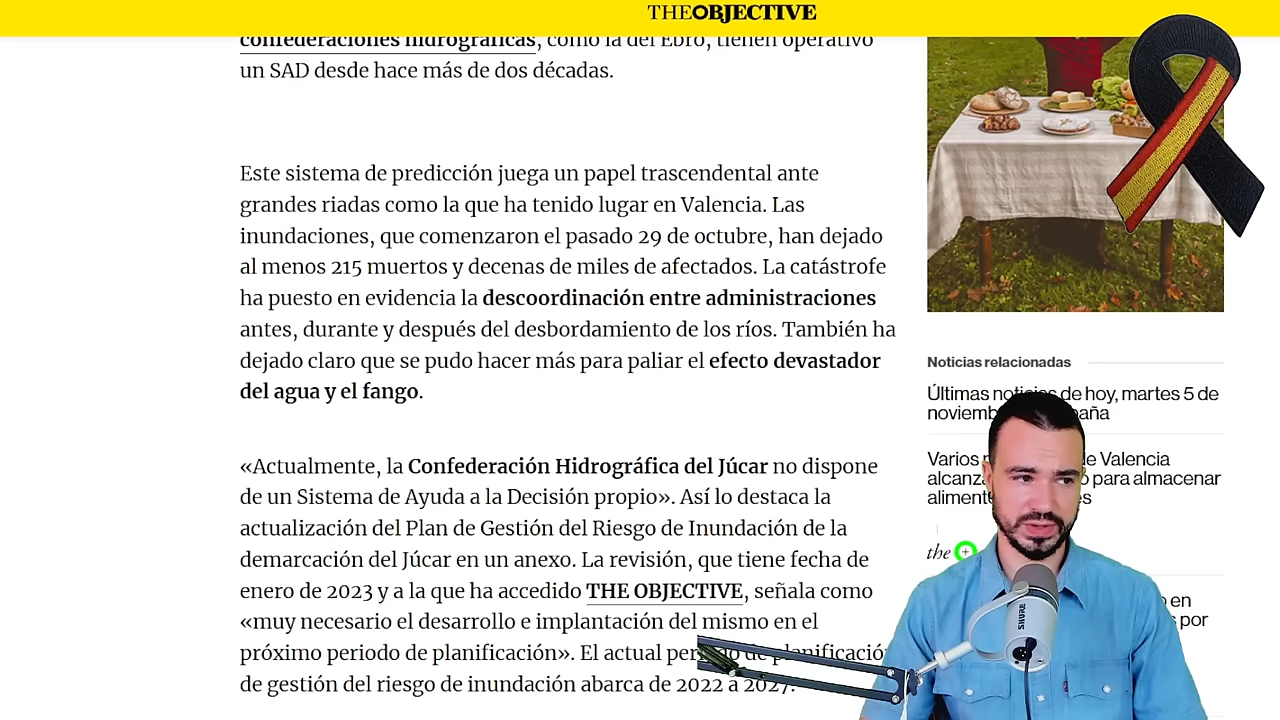 THEOBJECTIVE
confederaciones hidrográficas, como la del Ebro, tienen operativo
un SAD desde hace más de dos décadas.
Este sistema de predicción juega un papel trascendental ante
grandes riadas como la que ha tenido lugar en Valencia. Las
inundaciones, que comenzaron el pasado 29 de octubre, han dejado
al menos 215 muertos y decenas de miles de afectados. La catástrofe
ha puesto en evidencia la descoordinación entre administraciones
antes, durante y después del desbordamiento de los ríos. También ha
dejado claro que se pudo hacer más para paliar el efecto devastador
del agua y el fango.
«Actualmente, la Confederación Hidrográfica del Júcar no dispone
de un Sistema de Ayuda a la Decisión propio». Así lo destaca la
actualización del Plan de Gestión del Riesgo de Inundación de la
demarcación del Júcar en un anexo. La revisión, que tiene fecha de
enero de 2023 y a la que ha accedido THE OBJECTIVE, señala como
«muy necesario el desarrollo e implantación del mismo en el
próximo periodo de planificación». El actual periodo de planificación
de gestión del riesgo de inundación abarca de 2022 a 2027.
Noticias relacionadas
Últimas noticias de hoy, martes 5 de
Varios de Valencia
para almacenar
the
en
por
SHURE